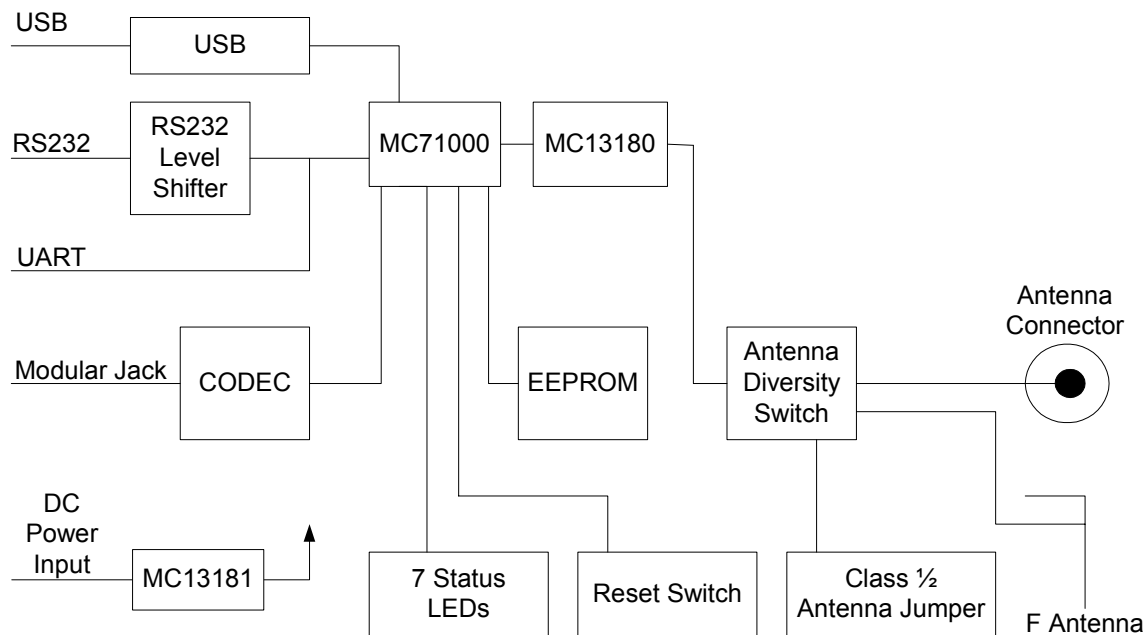 USB
USB
RS232
RS232
Level
Shifter
MC71000
MC13180
UART
Modular Jack
CODEC
EEPROM
Antenna
Diversity
Switch
Antenna
Connector
DC
Power
Input
MC13181
7 Status
LEDs
Reset Switch
Class ½
Antenna Jumper
F Antenna